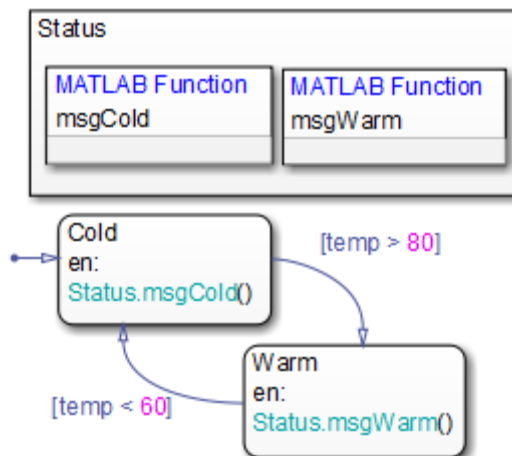 Status
MATLAB Function
msgCold
MATLAB Function
msgWarm
Cold
en:
Status.msgCold()
[temp > 80]
Warm
en:
Status.msgWarm()
[temp < 60]